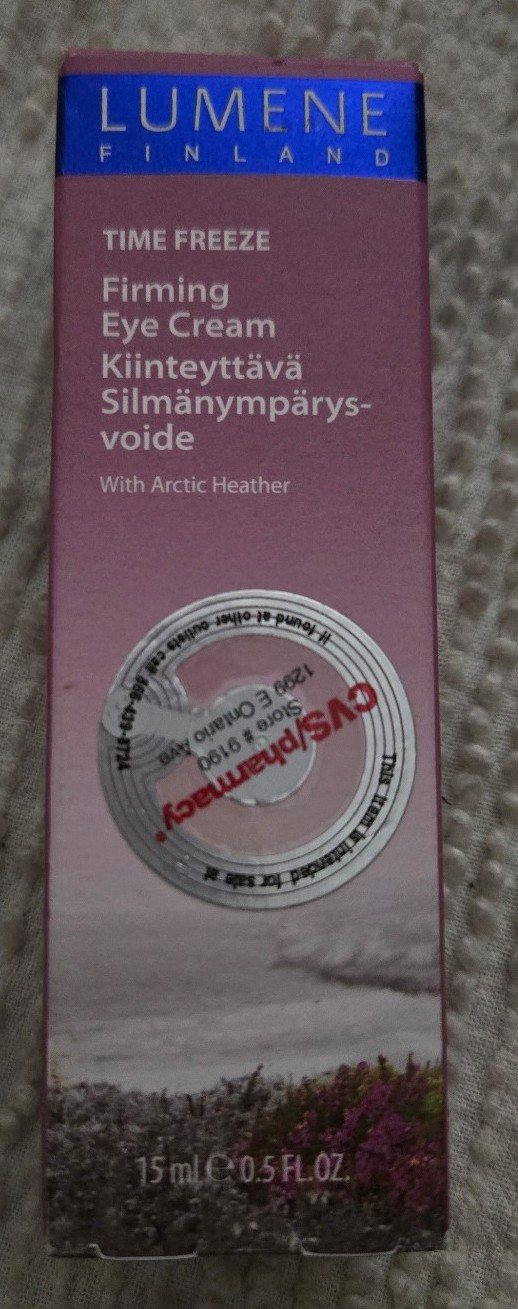 LUMENE
FINLAND
TIME FREEZE
Firming
Eye Cream
Kiinteyttävä
Silmänympärys-
voide
With Arctic Heather
This item is intended for sale at
CVS/pharmacy®
Store # 9190
1299 E Ontario Ave
If found at other outlets call 866-439-6724
15 ml ℮ 0.5 FL.OZ.